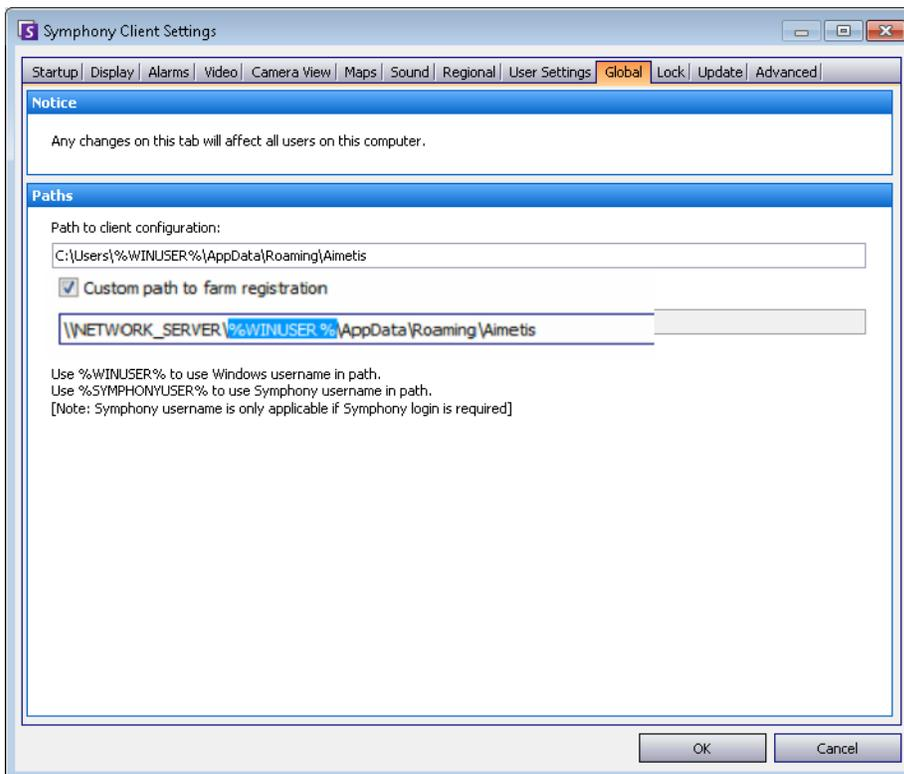 Symphony Client Settings
Startup Display Alarms Video Camera View Maps Sound Regional User Settings Global Lock Update Advanced
Notice
Any changes on this tab will affect all users on this computer.
Paths
Path to client configuration:
C:\Users\%WINUSER%\AppData\Roaming\Aimetis
Custom path to farm registration
\\NETWORK_SERVER\%WINUSER%\AppData\Roaming\Aimetis
Use %WINUSER% to use Windows username in path.
Use %SYMPHONYUSER% to use Symphony username in path.
[Note: Symphony username is only applicable if Symphony login is required]
OK Cancel